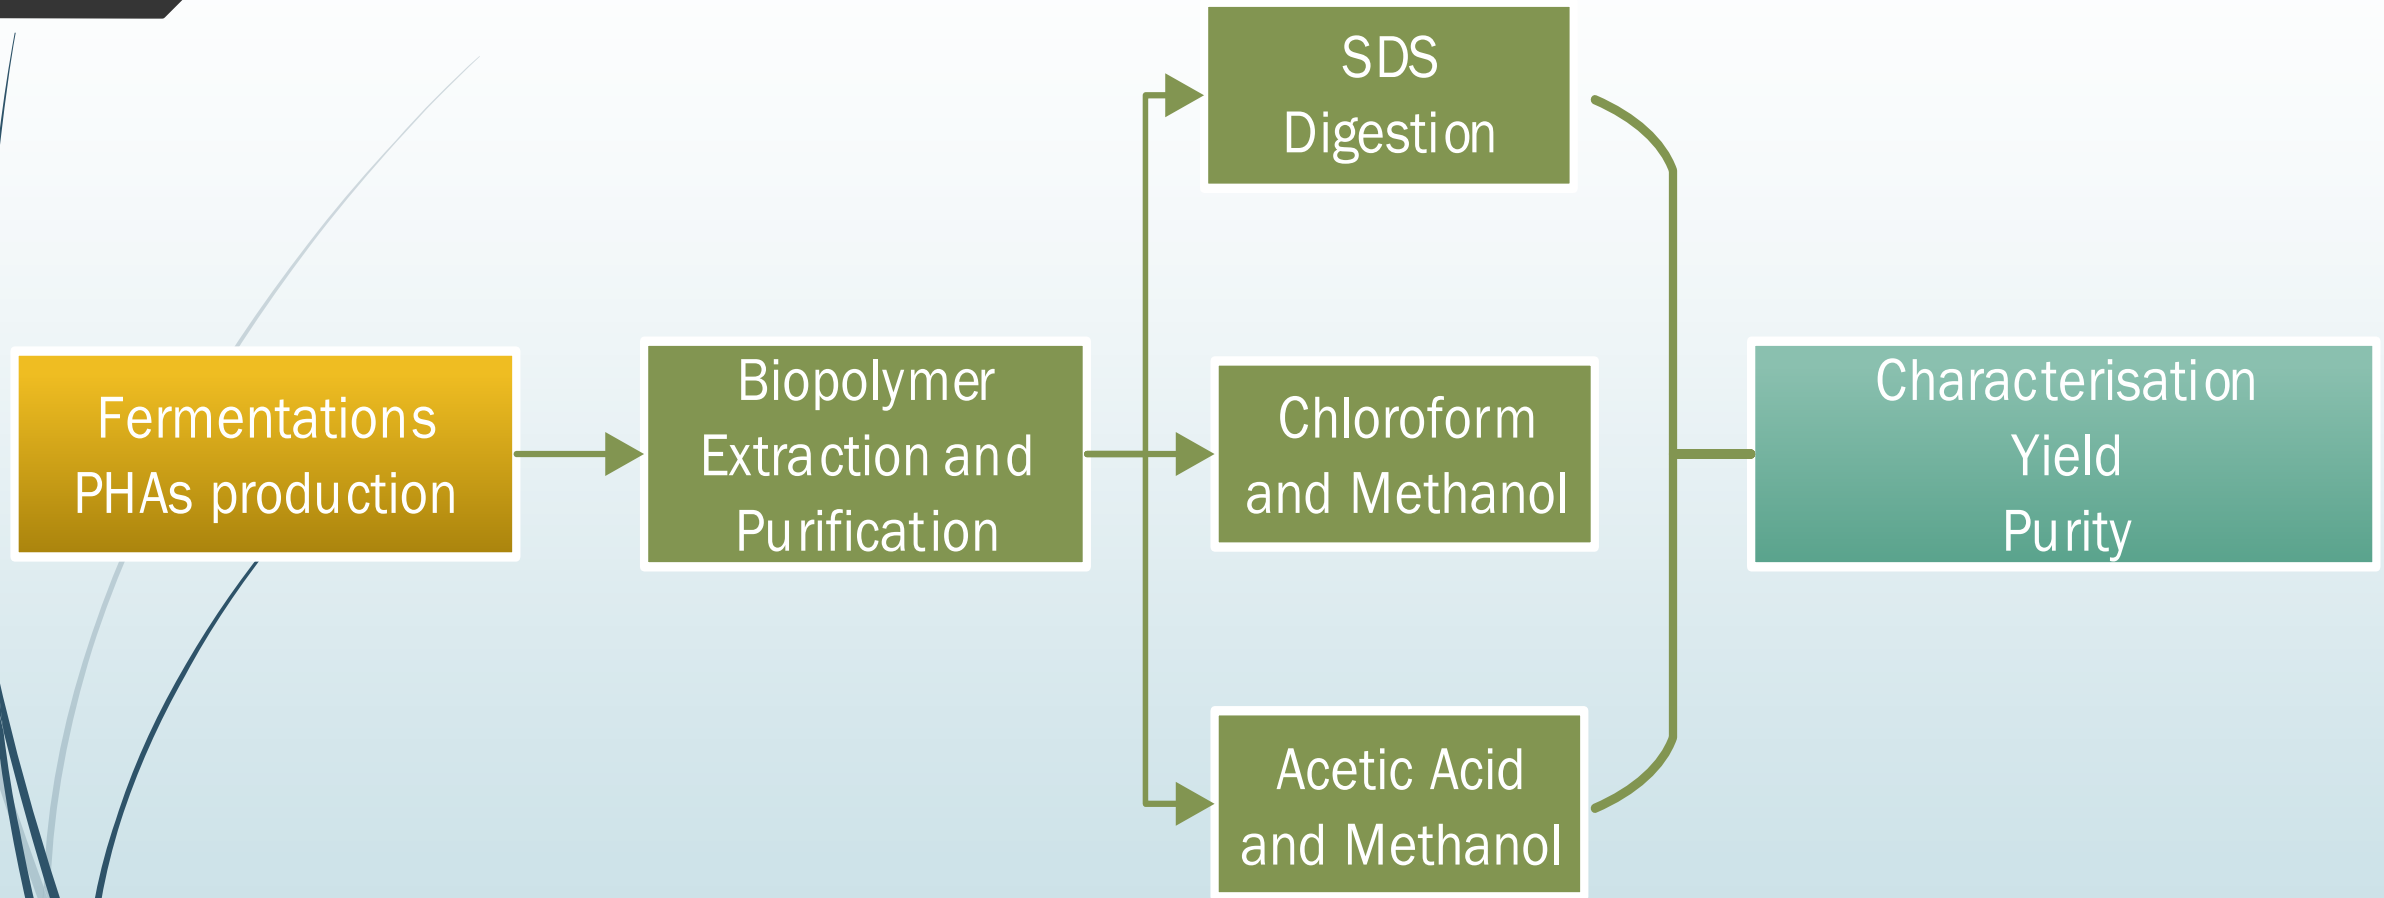 Fermentations
PHAs production
Biopolymer
Extraction and
Purification
SDS
Digestion
Chloroform
and Methanol
Acetic Acid
and Methanol
Characterisation
Yield
Purity